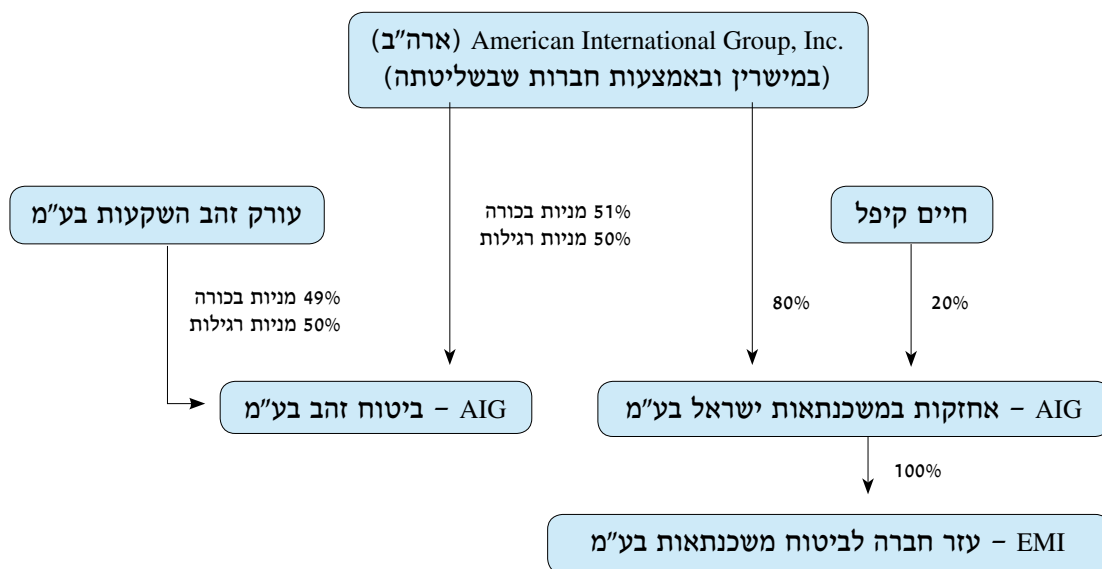 American International Group, Inc. (ארה"ב)
(במישרין ובאמצעות חברות שבשליטתה)
עורק זהב השקעות בע"מ
51% מניות בכורה
50% מניות רגילות
חיים קיפל
49% מניות בכורה
50% מניות רגילות
80%
20%
AIG – ביטוח זהב בע"מ
AIG – אחזקות במשכנתאות ישראל בע"מ
100%
EMI – עזר חברה לביטוח משכנתאות בע"מ